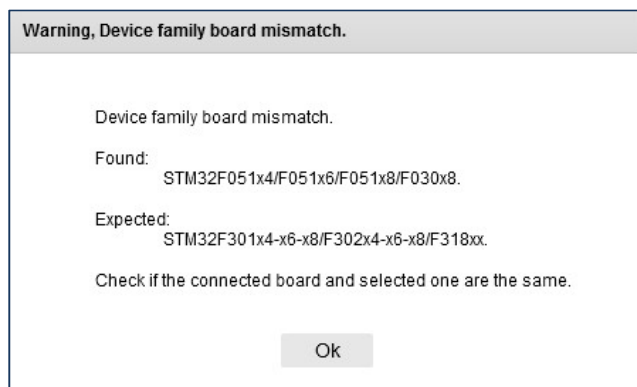 Warning, Device family board mismatch.
Device family board mismatch.
Found:
STM32F051x4/F051x6/F051x8/F030x8.
Expected:
STM32F301x4-x6-x8/F302x4-x6-x8/F318xx.
Check if the connected board and selected one are the same.
Ok